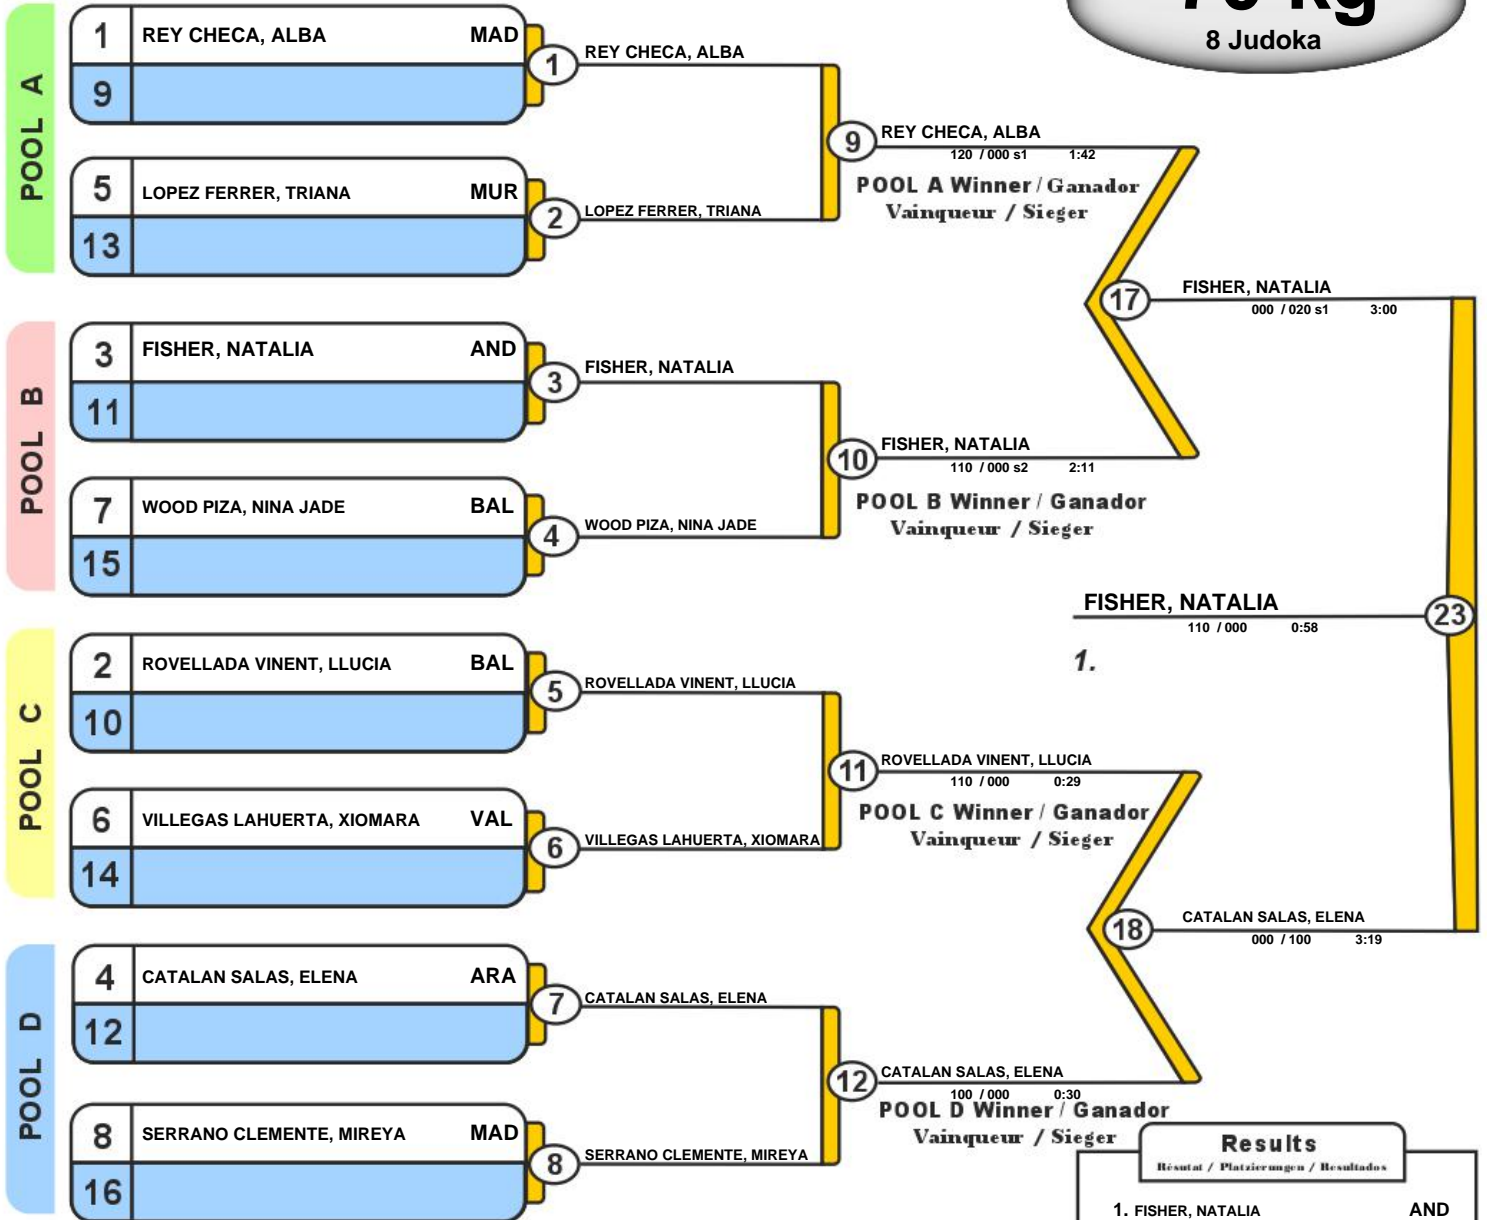 8 Judoka
POOL A
1 REY CHECA, ALBA MAD
9
1 REY CHECA, ALBA
5 LOPEZ FERRER, TRIANA MUR
13
2 LOPEZ FERRER, TRIANA
9 REY CHECA, ALBA
120 / 000 s1 1:42
POOL A Winner / Ganador
Vainqueur / Sieger
POOL B
3 FISHER, NATALIA AND
11
3 FISHER, NATALIA
7 WOOD PIZA, NINA JADE BAL
15
4 WOOD PIZA, NINA JADE
10 FISHER, NATALIA
110 / 000 s2 2:11
POOL B Winner / Ganador
Vainqueur / Sieger
17 FISHER, NATALIA
000 / 020 s1 3:00
FISHER, NATALIA 23
110 / 000 0:58
1.
POOL C
2 ROVELLADA VINENT, LLUCIA BAL
10
5 ROVELLADA VINENT, LLUCIA
6 VILLEGAS LAHUERTA, XIOMARA VAL
14
6 VILLEGAS LAHUERTA, XIOMARA
11 ROVELLADA VINENT, LLUCIA
110 / 000 0:29
POOL C Winner / Ganador
Vainqueur / Sieger
18 CATALAN SALAS, ELENA
000 / 100 3:19
POOL D
4 CATALAN SALAS, ELENA ARA
12
7 CATALAN SALAS, ELENA
8 SERRANO CLEMENTE, MIREYA MAD
16
8 SERRANO CLEMENTE, MIREYA
12 CATALAN SALAS, ELENA
100 / 000 0:30
POOL D Winner / Ganador
Vainqueur / Sieger
Results
Résutat / Platzierungen / Resultados
1. FISHER, NATALIA AND